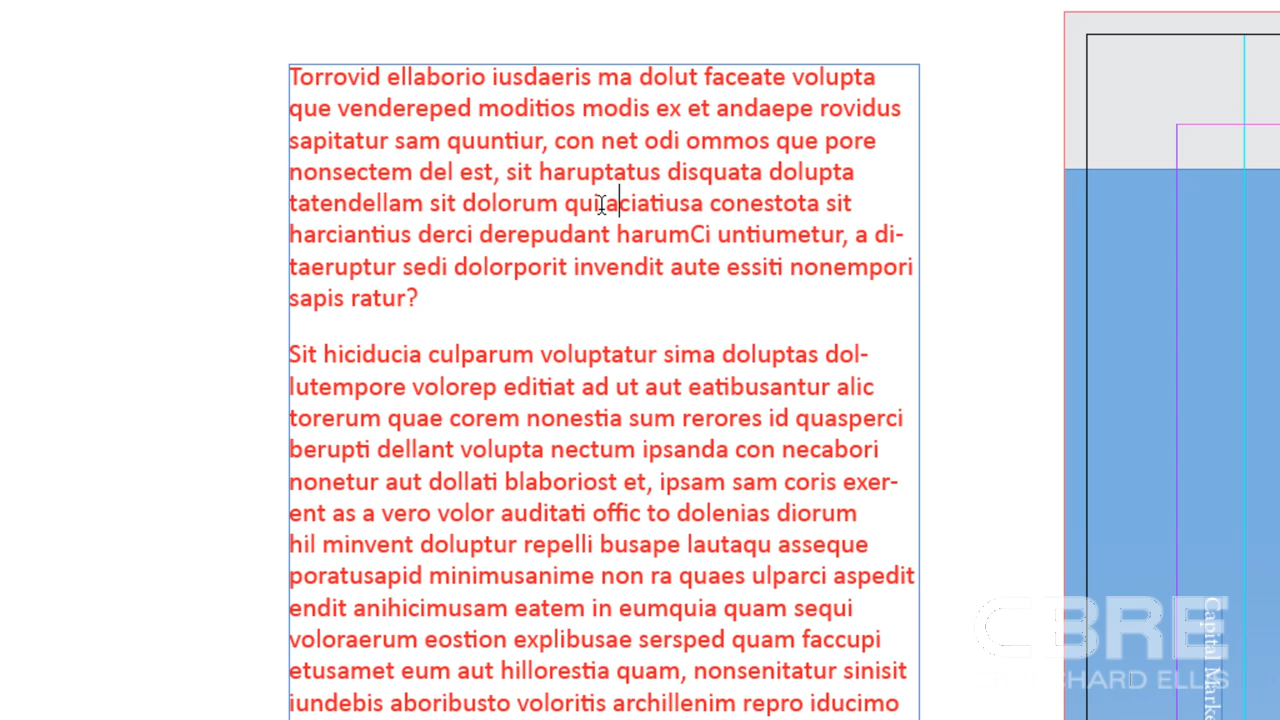 Torrovid ellaborio iusdaeris ma dolut faceate volupta
que vendereped moditios modis ex et andaepe rovidus
sapitatur sam quuntiur, con net odi ommos que pore
nonsectem del est, sit haruptatus disquata dolupta
tatendellam sit dolorum conestota sit
harciantius derci derepudant harumCi untiumetur, a di-
taeruptur sedi dolorporit invendit aute essiti nonempori
sapis ratur?
Sit hiciducia culparum voluptatur sima doluptas dol-
lutempore volorep editiat ad ut aut eatibusantur alic
torerum quae corem nonestia sum rerores id quasperci
berupti dellant volupta nectum ipsanda con necabori
nonetur aut dollati blaboriost et, ipsam sam coris exer-
ent as a vero volor auditati offic to dolenias diorum
hil minvent doluptur repelli busape lautaqu asseque
poratusapid minimusanime non ra quaes ulparci aspedit
endit anihicimusam eatem in eumquia quam sequi
voloraerum eostion explibusae sersped quam faccupi
etusamet eum aut hillorestia quam, nonsenitatur sinisit
iundebis aboribusto voloritis archillenim repro iducimo
CBRE
ELLIS
Capital